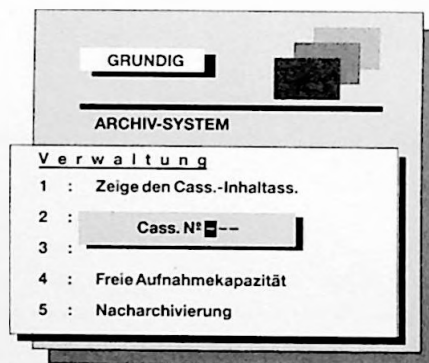 GRUNDIG
ARCHIV-SYSTEM
Verwaltung
1 : Zeige den Cass.-Inhaltass.
2 :
Cass. Nº ---
3 :
4 : Freie Aufnahmekapazität
5 : Nacharchivierung